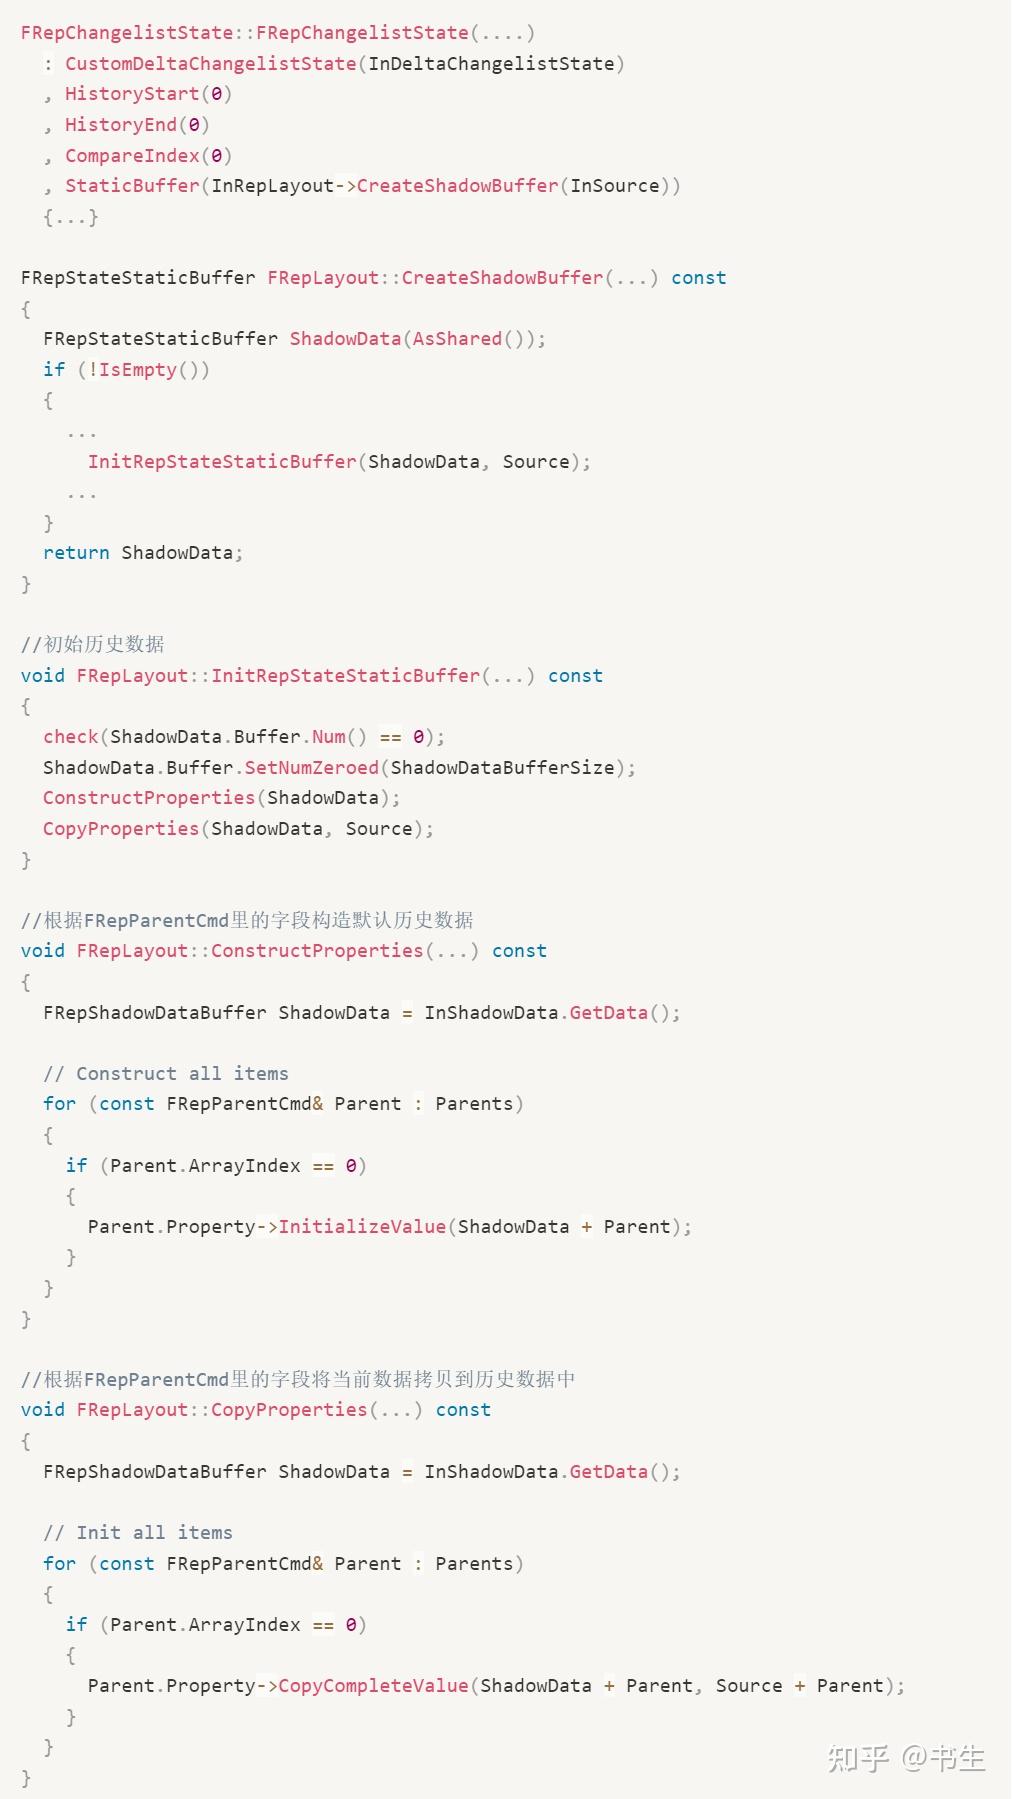 FRepChangelistState::FRepChangelistState(....)
  : CustomDeltaChangelistState(InDeltaChangelistState)
  , HistoryStart(0)
  , HistoryEnd(0)
  , CompareIndex(0)
  , StaticBuffer(InRepLayout->CreateShadowBuffer(InSource))
  {...}

FRepStateStaticBuffer FRepLayout::CreateShadowBuffer(...) const
{
  FRepStateStaticBuffer ShadowData(AsShared());
  if (!IsEmpty())
  {
    ...
      InitRepStateStaticBuffer(ShadowData, Source);
    ...
  }
  return ShadowData;
}

//初始历史数据
void FRepLayout::InitRepStateStaticBuffer(...) const
{
  check(ShadowData.Buffer.Num() == 0);
  ShadowData.Buffer.SetNumZeroed(ShadowDataBufferSize);
  ConstructProperties(ShadowData);
  CopyProperties(ShadowData, Source);
}

//根据FRepParentCmd里的字段构造默认历史数据
void FRepLayout::ConstructProperties(...) const
{
  FRepShadowDataBuffer ShadowData = InShadowData.GetData();

  // Construct all items
  for (const FRepParentCmd& Parent : Parents)
  {
    if (Parent.ArrayIndex == 0)
    {
      Parent.Property->InitializeValue(ShadowData + Parent);
    }
  }
}

//根据FRepParentCmd里的字段将当前数据拷贝到历史数据中
void FRepLayout::CopyProperties(...) const
{
  FRepShadowDataBuffer ShadowData = InShadowData.GetData();

  // Init all items
  for (const FRepParentCmd& Parent : Parents)
  {
    if (Parent.ArrayIndex == 0)
    {
      Parent.Property->CopyCompleteValue(ShadowData + Parent, Source + Parent);
    }
  }
}
知乎 @书生